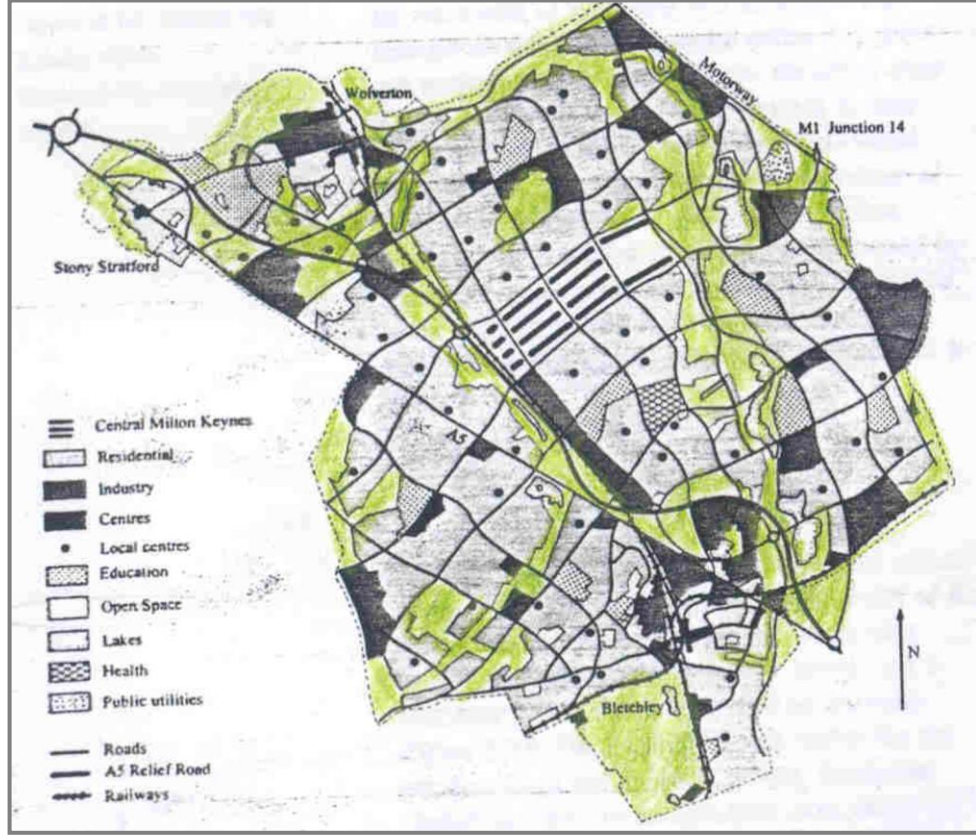 Wolverton
Motorway
M1 Junction 14
Stony Stratford
A5
Central Milton Keynes
Residential
Industry
Centres
Local centres
Education
Open Space
Lakes
Health
Public utilities
Roads
A5 Relief Road
Railways
Bletchley
N